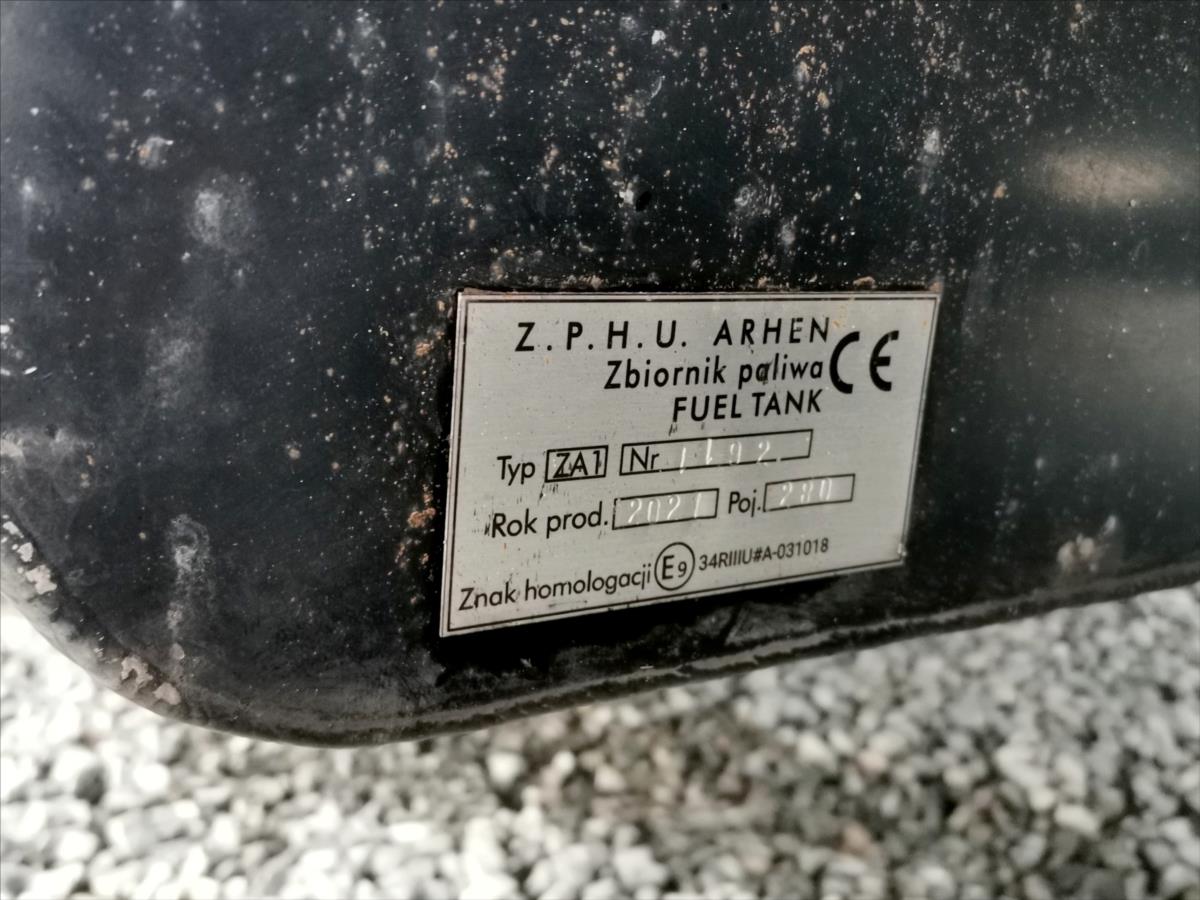 Z.P.H.U. ARHEN
Zbiornik paliwa CE
FUEL TANK
Typ ZA1 Nr 1192
Rok prod. 2021 Poj. 280
Znak homologacji E9 34RIIIU#A-031018